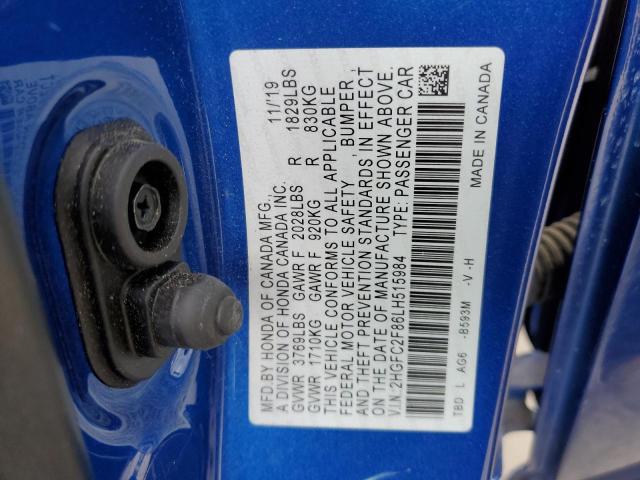 MFD.BY HONDA OF CANADA MFG., 11/'19
A DIVISION OF HONDA CANADA INC.
GVWR 3769LBS GAWR F 2028LBS R 1829LBS
GVWR 1710KG GAWR F 920KG R 830KG
THIS VEHICLE CONFORMS TO ALL APPLICABLE
FEDERAL MOTOR VEHICLE SAFETY , BUMPER ,
AND THEFT PREVENTION STANDARDS IN EFFECT
ON THE DATE OF MANUFACTURE SHOWN ABOVE.
V.I.N.:2HGFC2F86LH515984 TYPE: PASSENGER CAR
TBD L AG6 -B593M -V -H MADE IN CANADA